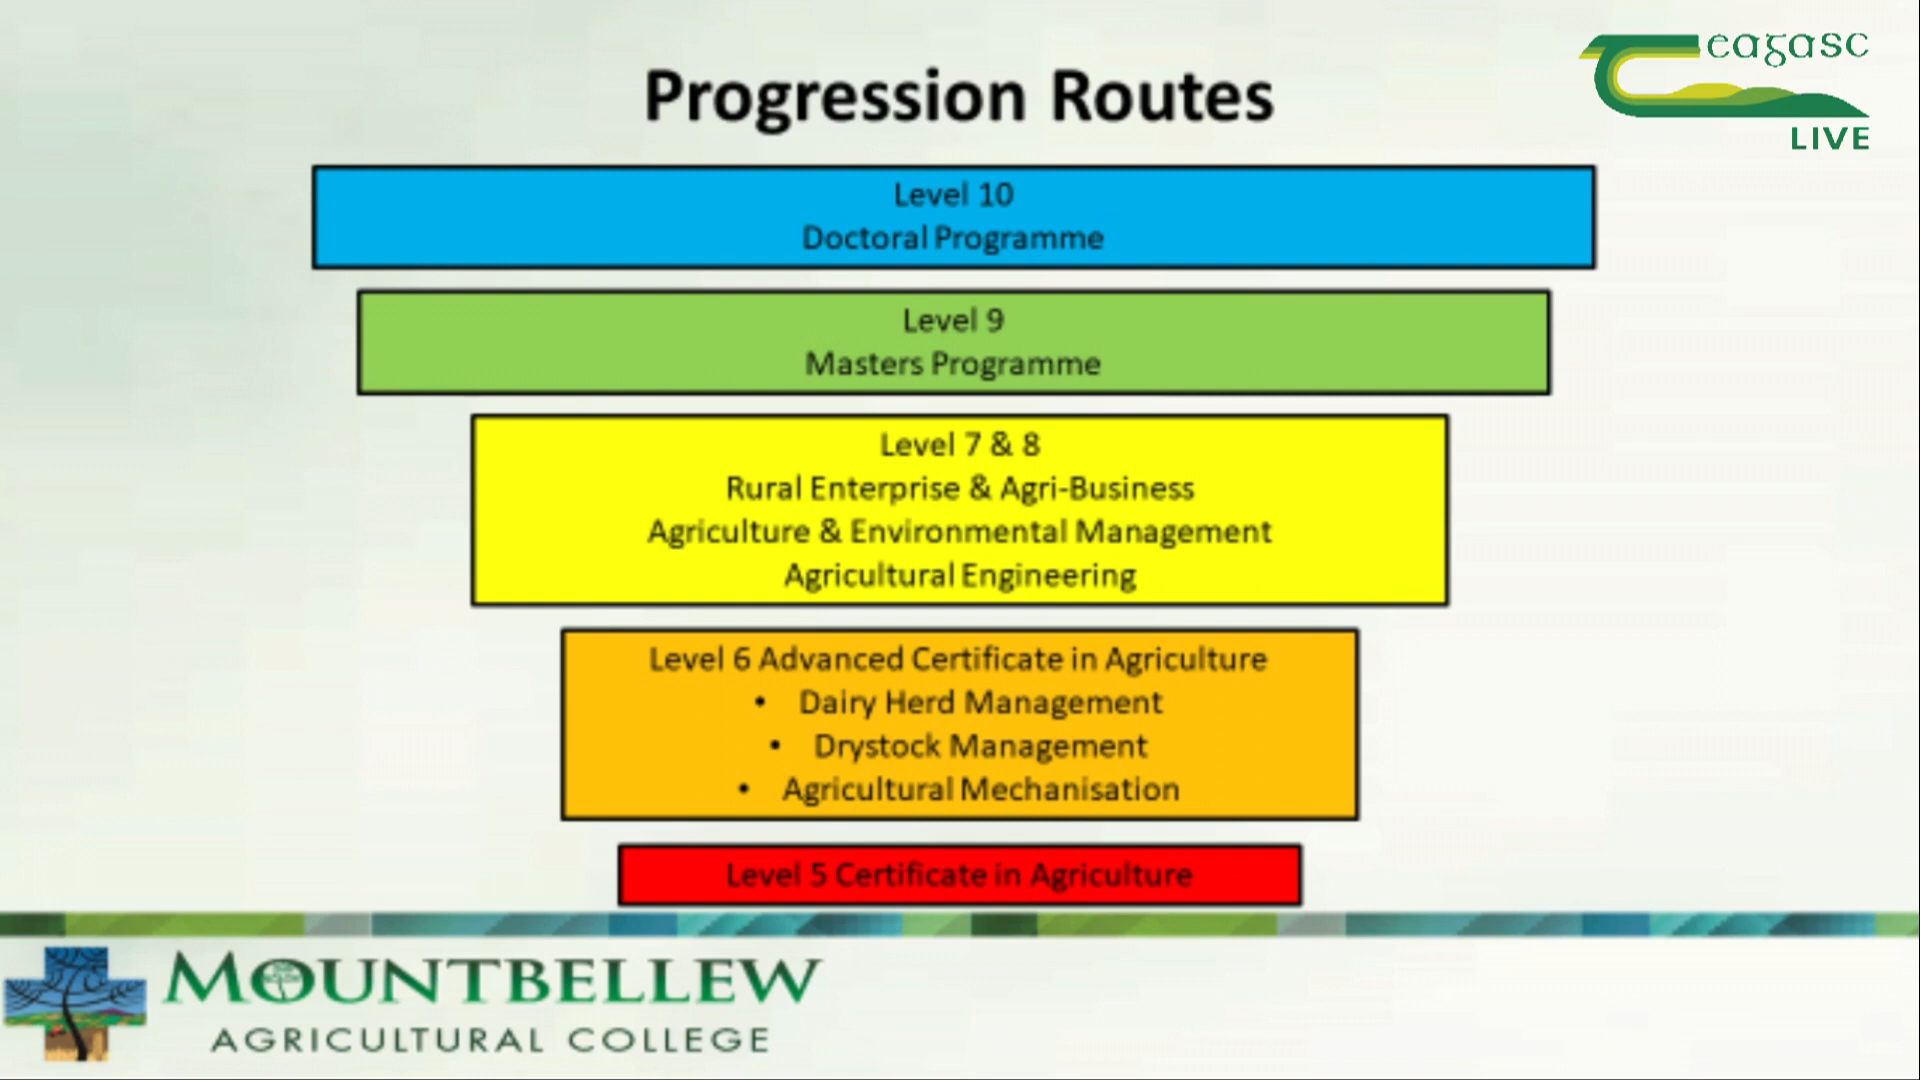 eagasc
LIVE
Progression Routes
Level 10
Doctoral Programme
Level 9
Masters Programme
Level 7 & 8
Rural Enterprise & Agri-Business
Agriculture & Environmental Management
Agricultural Engineering
Level 6 Advanced Certificate in Agriculture
• Dairy Herd Management
• Drystock Management
• Agricultural Mechanisation
Level 5 Certificate in Agriculture
MOUNTBELLEW
AGRICULTURAL COLLEGE